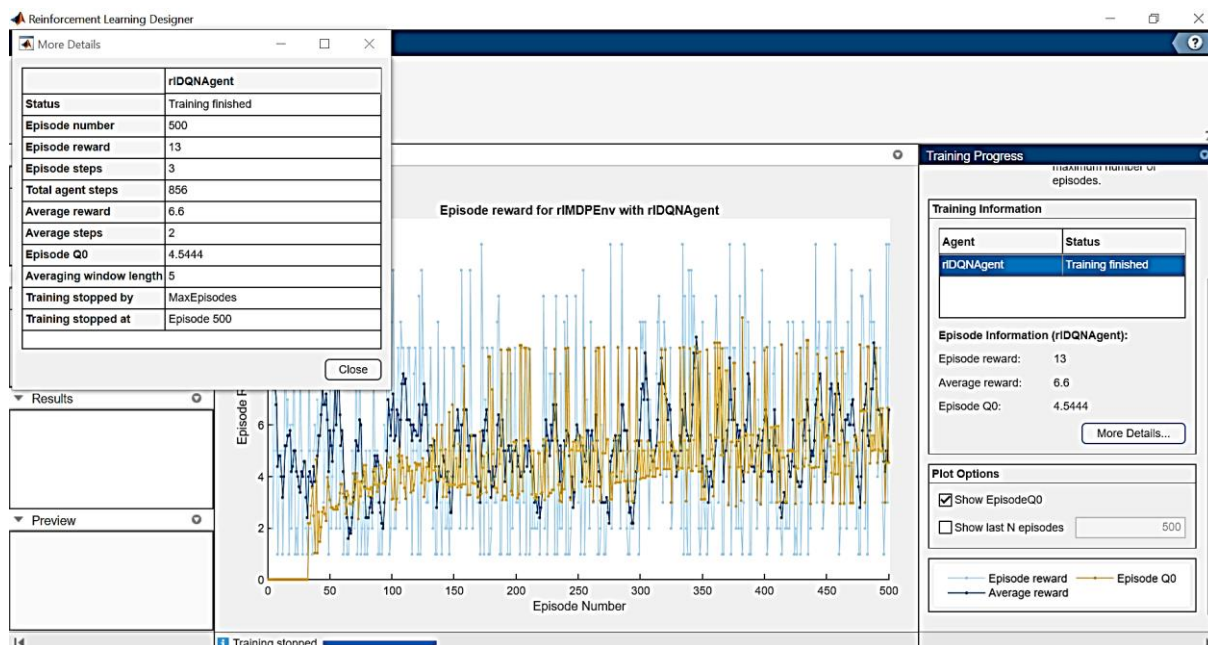 Reinforcement Learning Designer
More Details
rlDQNAgent
Status Training finished
Episode number 500
Episode reward 13
Episode steps 3
Total agent steps 856
Average reward 6.6
Average steps 2
Episode Q0 4.5444
Averaging window length 5
Training stopped by MaxEpisodes
Training stopped at Episode 500
Close
Results
Preview
Episode reward for rlMDPEnv with rlDQNAgent
Episode R
6
4
2
0
0 50 100 150 200 250 300 350 400 450 500
Episode Number
Training stopped
Training Progress
maximum number of
episodes.
Training Information
Agent Status
rlDQNAgent Training finished
Episode Information (rlDQNAgent):
Episode reward: 13
Average reward: 6.6
Episode Q0: 4.5444
More Details...
Plot Options
Show EpisodeQ0
Show last N episodes 500
Episode reward Episode Q0
Average reward